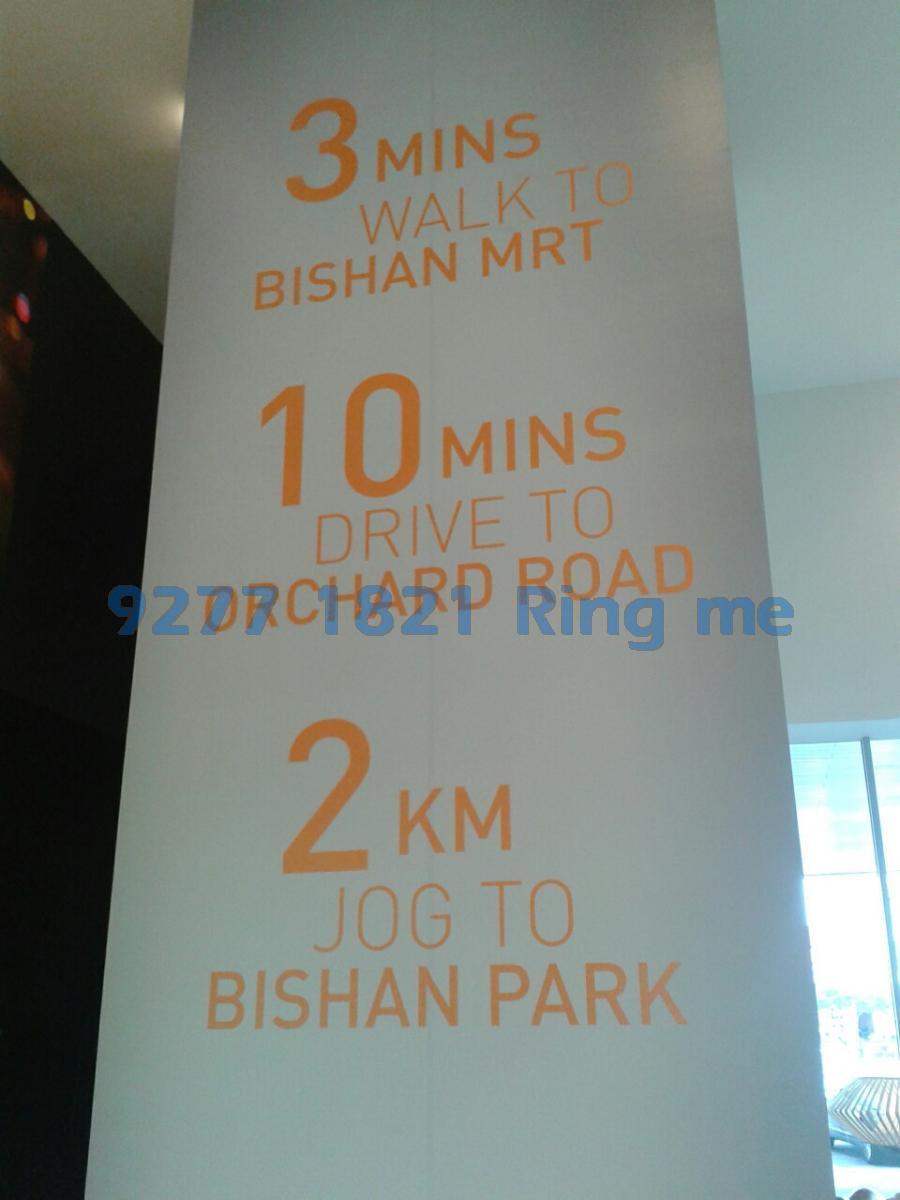 3 MINS
WALK TO
BISHAN MRT
10 MINS
DRIVE TO
ORCHARD ROAD
9277 1821 Ring me
2 KM
JOG TO
BISHAN PARK